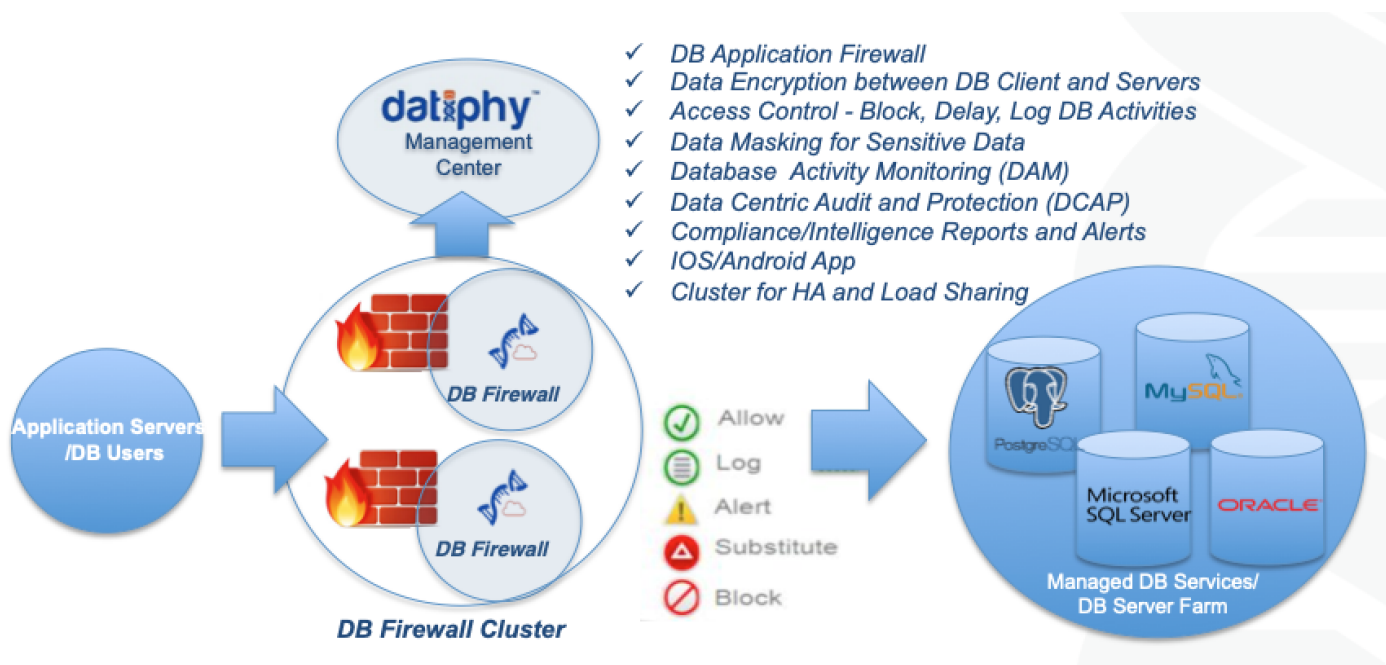 DB Application Firewall
Data Encryption between DB Client and Servers
Access Control - Block, Delay, Log DB Activities
Data Masking for Sensitive Data
Database Activity Monitoring (DAM)
Data Centric Audit and Protection (DCAP)
Compliance/Intelligence Reports and Alerts
IOS/Android App
Cluster for HA and Load Sharing
datiphy™
Management
Center
Application Servers
/DB Users
DB Firewall
DB Firewall
DB Firewall Cluster
Allow
Log
Alert
Substitute
Block
PostgreSQL
MySQL
Microsoft
SQL Server
ORACLE
Managed DB Services/
DB Server Farm